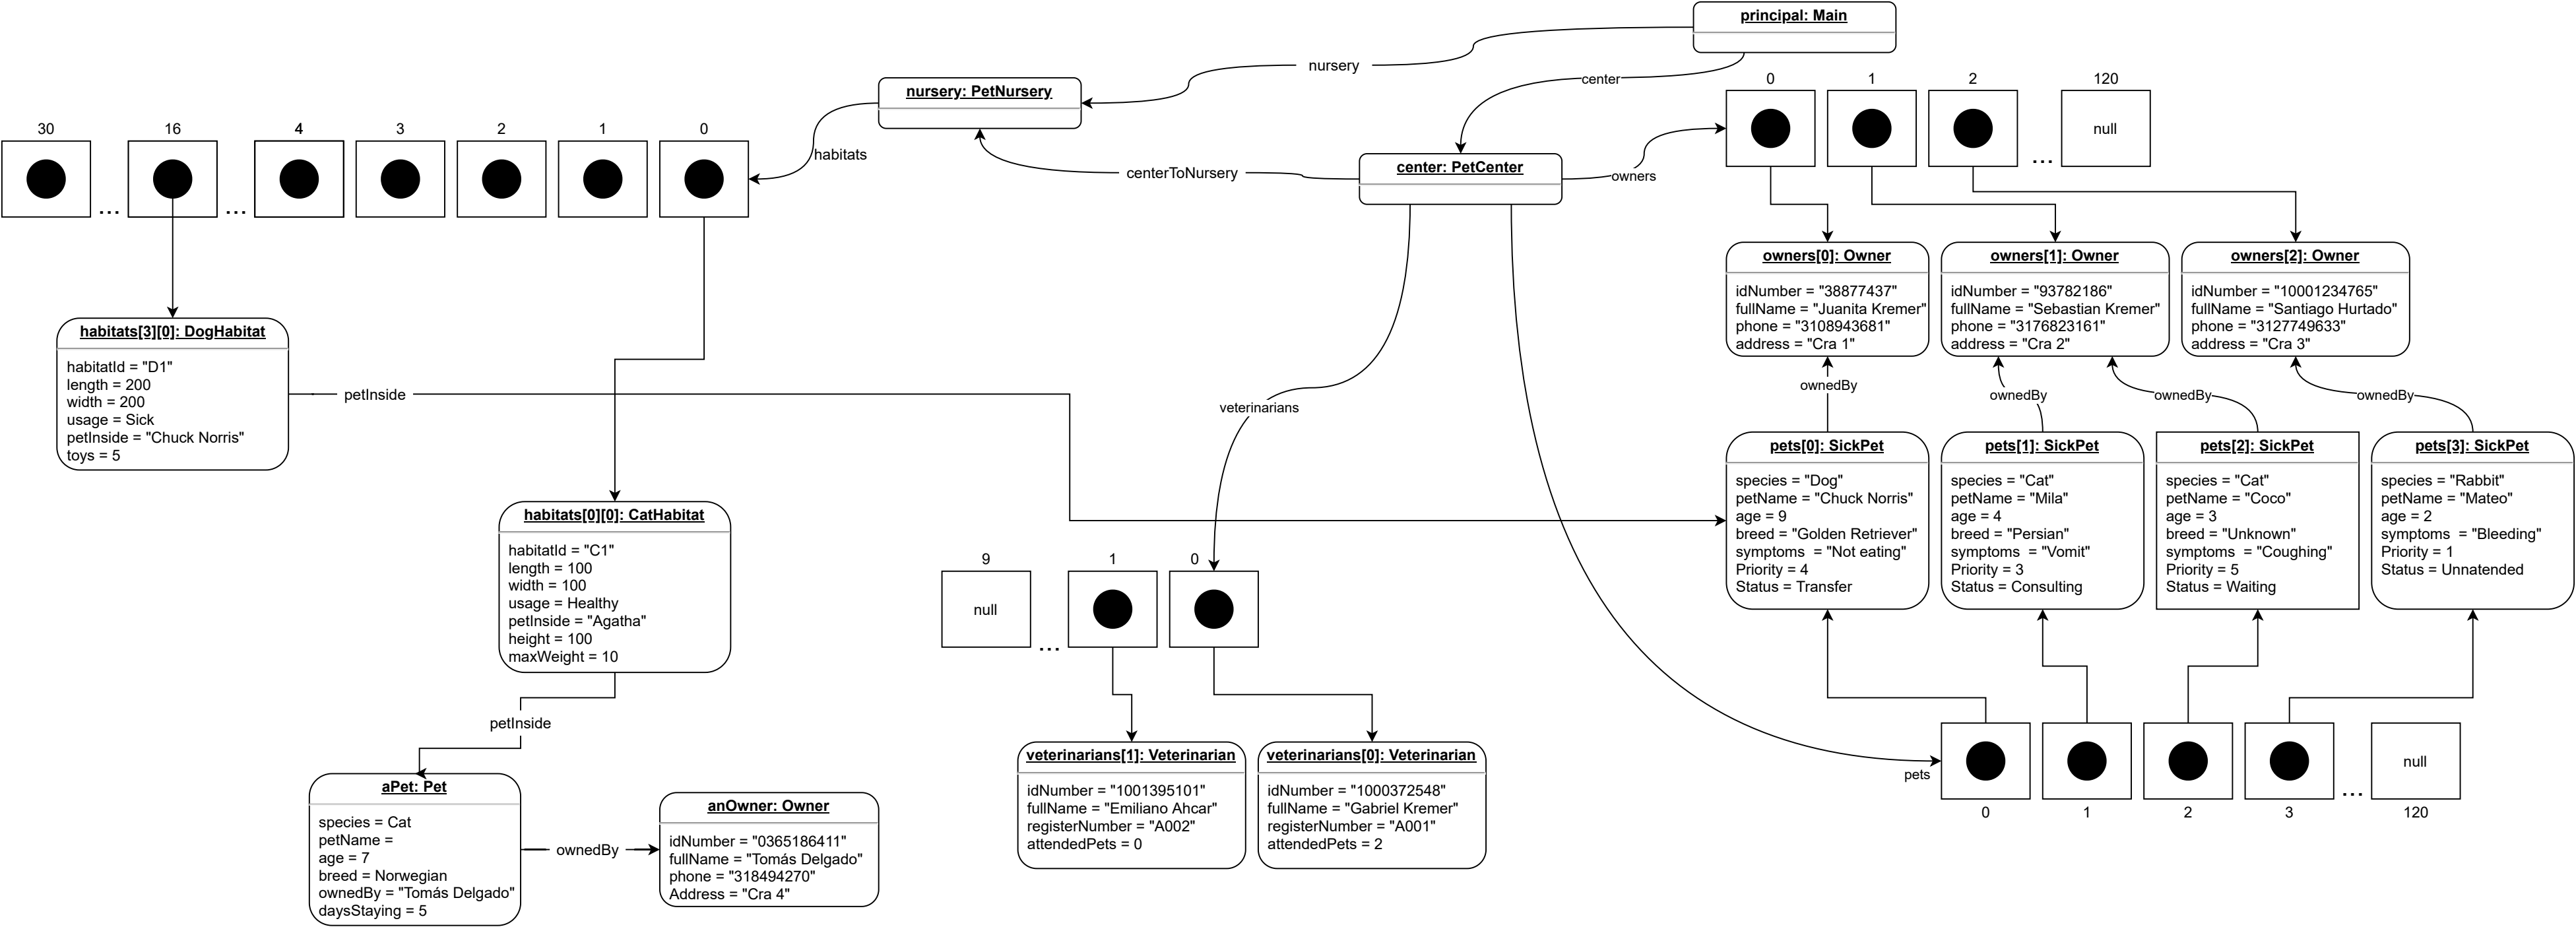 principal: Main
nursery
center
nursery: PetNursery
0
1
2
120
null
...
30
16
4
3
2
1
0
...
...
habitats
centerToNursery
center: PetCenter
owners
owners[0]: Owner
idNumber = "38877437"
fullName = "Juanita Kremer"
phone = "3108943681"
address = "Cra 1"
owners[1]: Owner
idNumber = "93782186"
fullName = "Sebastian Kremer"
phone = "3176823161"
address = "Cra 2"
owners[2]: Owner
idNumber = "10001234765"
fullName = "Santiago Hurtado"
phone = "3127749633"
address = "Cra 3"
habitats[3][0]: DogHabitat
habitatId = "D1"
length = 200
width = 200
usage = Sick
petInside = "Chuck Norris"
toys = 5
petInside
veterinarians
ownedBy
ownedBy
ownedBy
ownedBy
pets[0]: SickPet
species = "Dog"
petName = "Chuck Norris"
age = 9
breed = "Golden Retriever"
symptoms  = "Not eating"
Priority = 4
Status = Transfer
pets[1]: SickPet
species = "Cat"
petName = "Mila"
age = 4
breed = "Persian"
symptoms  = "Vomit"
Priority = 3
Status = Consulting
pets[2]: SickPet
species = "Cat"
petName = "Coco"
age = 3
breed = "Unknown"
symptoms  = "Coughing"
Priority = 5
Status = Waiting
pets[3]: SickPet
species = "Rabbit"
petName = "Mateo"
age = 2
symptoms  = "Bleeding"
Priority = 1
Status = Unnatended
habitats[0][0]: CatHabitat
habitatId = "C1"
length = 100
width = 100
usage = Healthy
petInside = "Agatha"
height = 100
maxWeight = 10
9
1
0
null
...
petInside
veterinarians[1]: Veterinarian
idNumber = "1001395101"
fullName = "Emiliano Ahcar"
registerNumber = "A002"
attendedPets = 0
veterinarians[0]: Veterinarian
idNumber = "1000372548"
fullName = "Gabriel Kremer"
registerNumber = "A001"
attendedPets = 2
pets
null
...
0
1
2
3
120
aPet: Pet
species = Cat
petName =
age = 7
breed = Norwegian
ownedBy = "Tomás Delgado"
daysStaying = 5
ownedBy
anOwner: Owner
idNumber = "0365186411"
fullName = "Tomás Delgado"
phone = "318494270"
Address = "Cra 4"